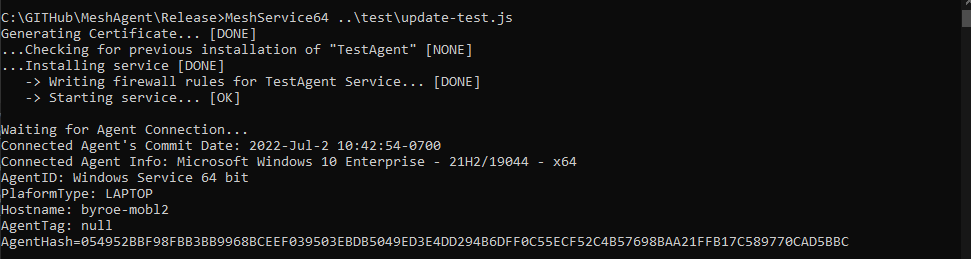 C:\GITHub\MeshAgent\Release>MeshService64 ..\test\update-test.js
Generating Certificate... [DONE]
...Checking for previous installation of "TestAgent" [NONE]
...Installing service [DONE]
-> Writing firewall rules for TestAgent Service... [DONE]
-> Starting service... [OK]
Waiting for Agent Connection...
Connected Agent's Commit Date: 2022-Jul-2 10:42:54-0700
Connected Agent Info: Microsoft Windows 10 Enterprise - 21H2/19044 - x64
AgentID: Windows Service 64 bit
PlaformType: LAPTOP
Hostname: byroe-mobl2
AgentTag: null
AgentHash=054952BBF98FBB3BB9968BCEEF039503EBDB5049ED3E4DD294B6DFF0C55ECF52C4B57698BAA21FFB17C589770CAD5BBC